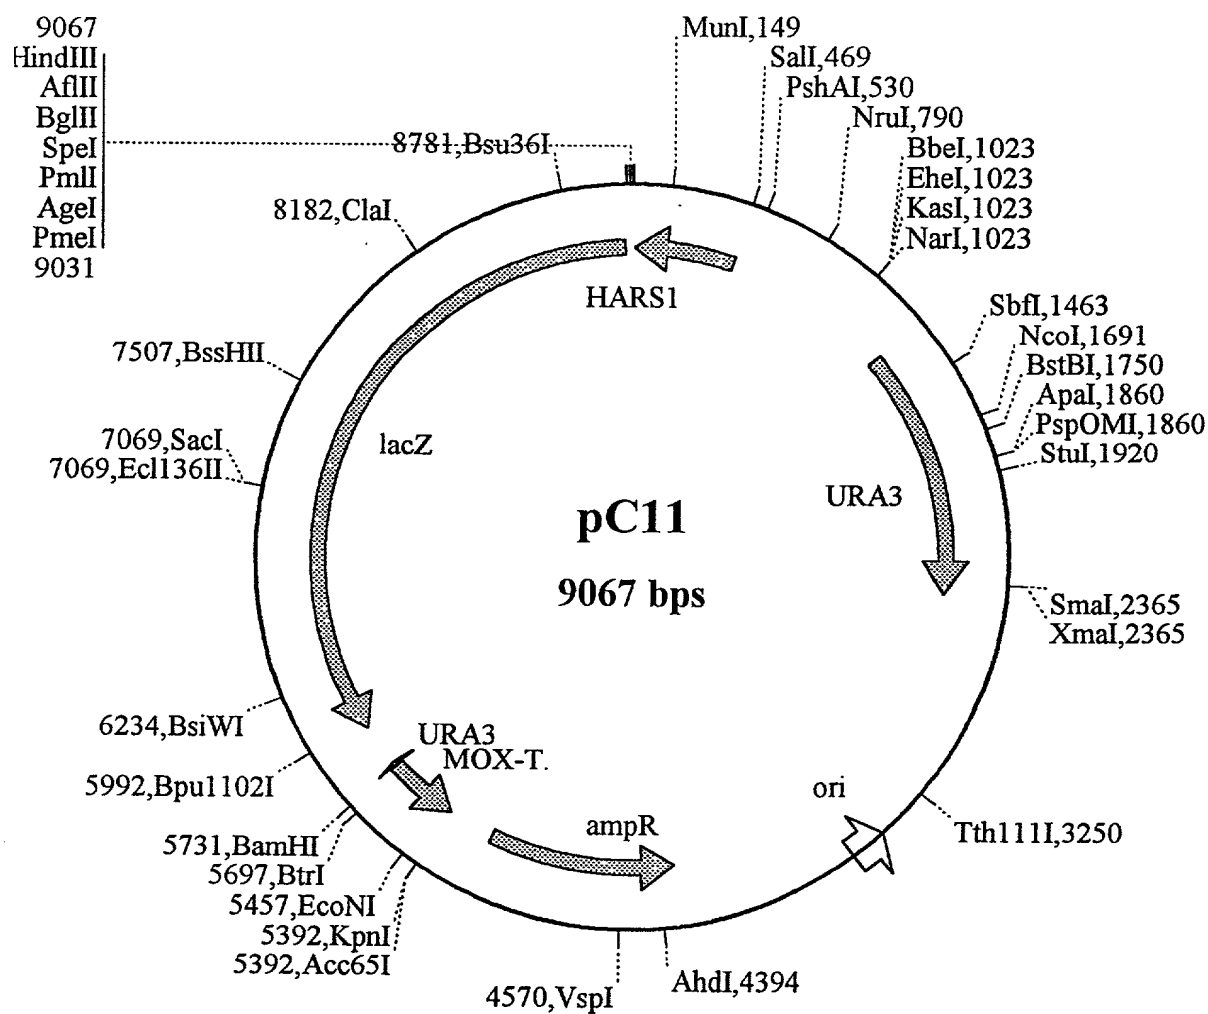 9067
HindIII
AflII
BglII
SpeI
PmlI
AgeI
PmeI
9031
8781,Bsu36I
8182,ClaI
7507,BssHII
7069,SacI
7069,Ecl136II
6234,BsiWI
5992,Bpu1102I
5731,BamHI
5697,BtrI
5457,EcoNI
5392,KpnI
5392,Acc65I
4570,VspI
MunI,149
SalI,469
PshAI,530
NruI,790
BbeI,1023
EheI,1023
KasI,1023
NarI,1023
SbfI,1463
NcoI,1691
BstBI,1750
ApaI,1860
PspOMI,1860
StuI,1920
SmaI,2365
XmaI,2365
Tth111I,3250
AhdI,4394
HARS1
lacZ
URA3
pC11
9067 bps
URA3
MOX-T.
ampR
ori